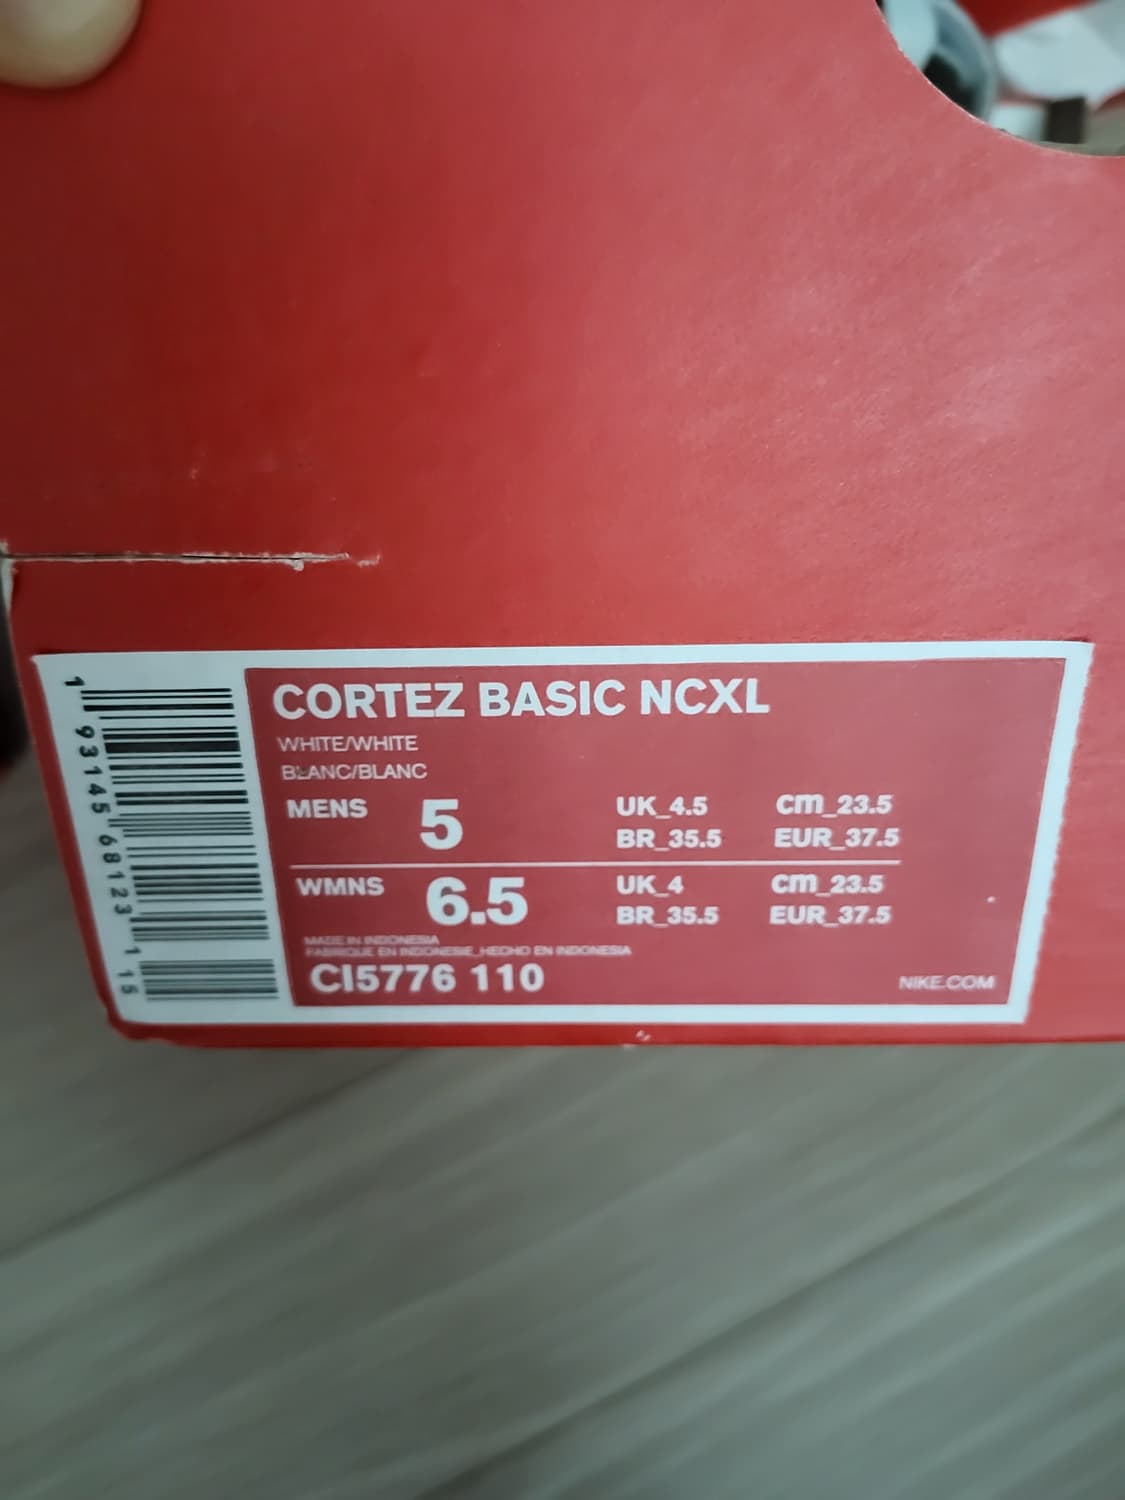 CORTEZ BASIC NCXL
WHITE/WHITE
BLANC/BLANC
MENS 5 UK_4.5 cm_23.5
BR_35.5 EUR_37.5
WMNS 6.5 UK_4 cm_23.5
BR_35.5 EUR_37.5
MADE IN INDONESIA
FABRIQUE EN INDONESIE_HECHO EN INDONESIA
CI5776 110
NIKE.COM
1 93145 68123 1 15